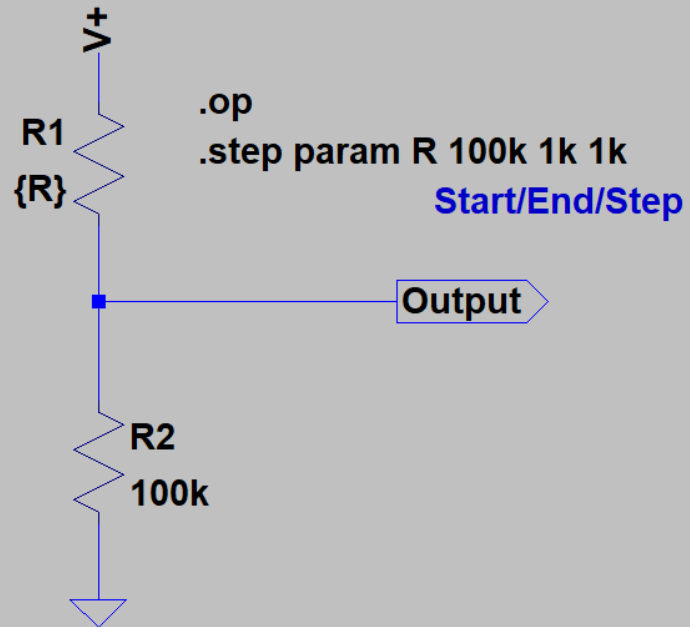 V+
.op
R1
.step param R 100k 1k 1k
{R}
Start/End/Step
Output
R2
100k